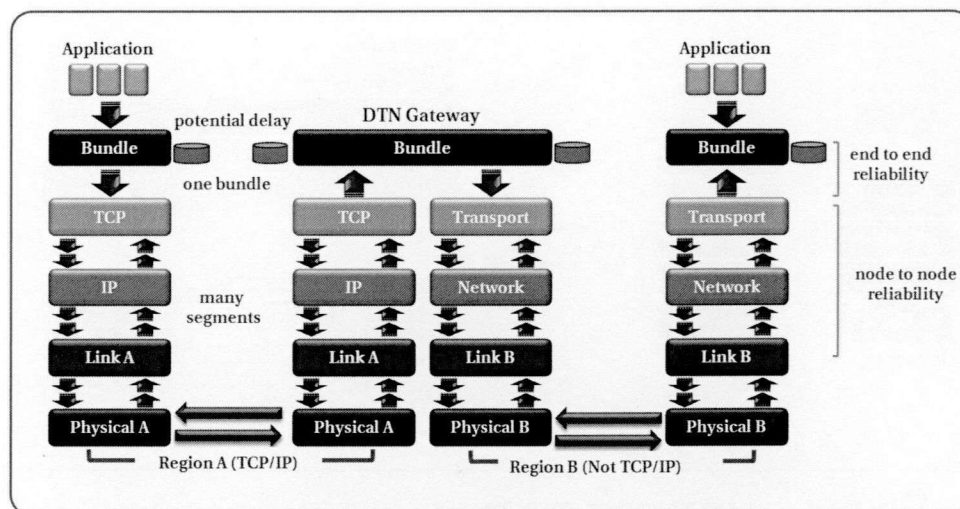 Application
Application
potential delay
DTN Gateway
Bundle
Bundle
Bundle
end to end
reliability
one bundle
TCP
TCP
Transport
Transport
IP
many
segments
IP
Network
Network
node to node
reliability
Link A
Link A
Link B
Link B
Physical A
Physical A
Physical B
Physical B
Region A (TCP/IP)
Region B (Not TCP/IP)